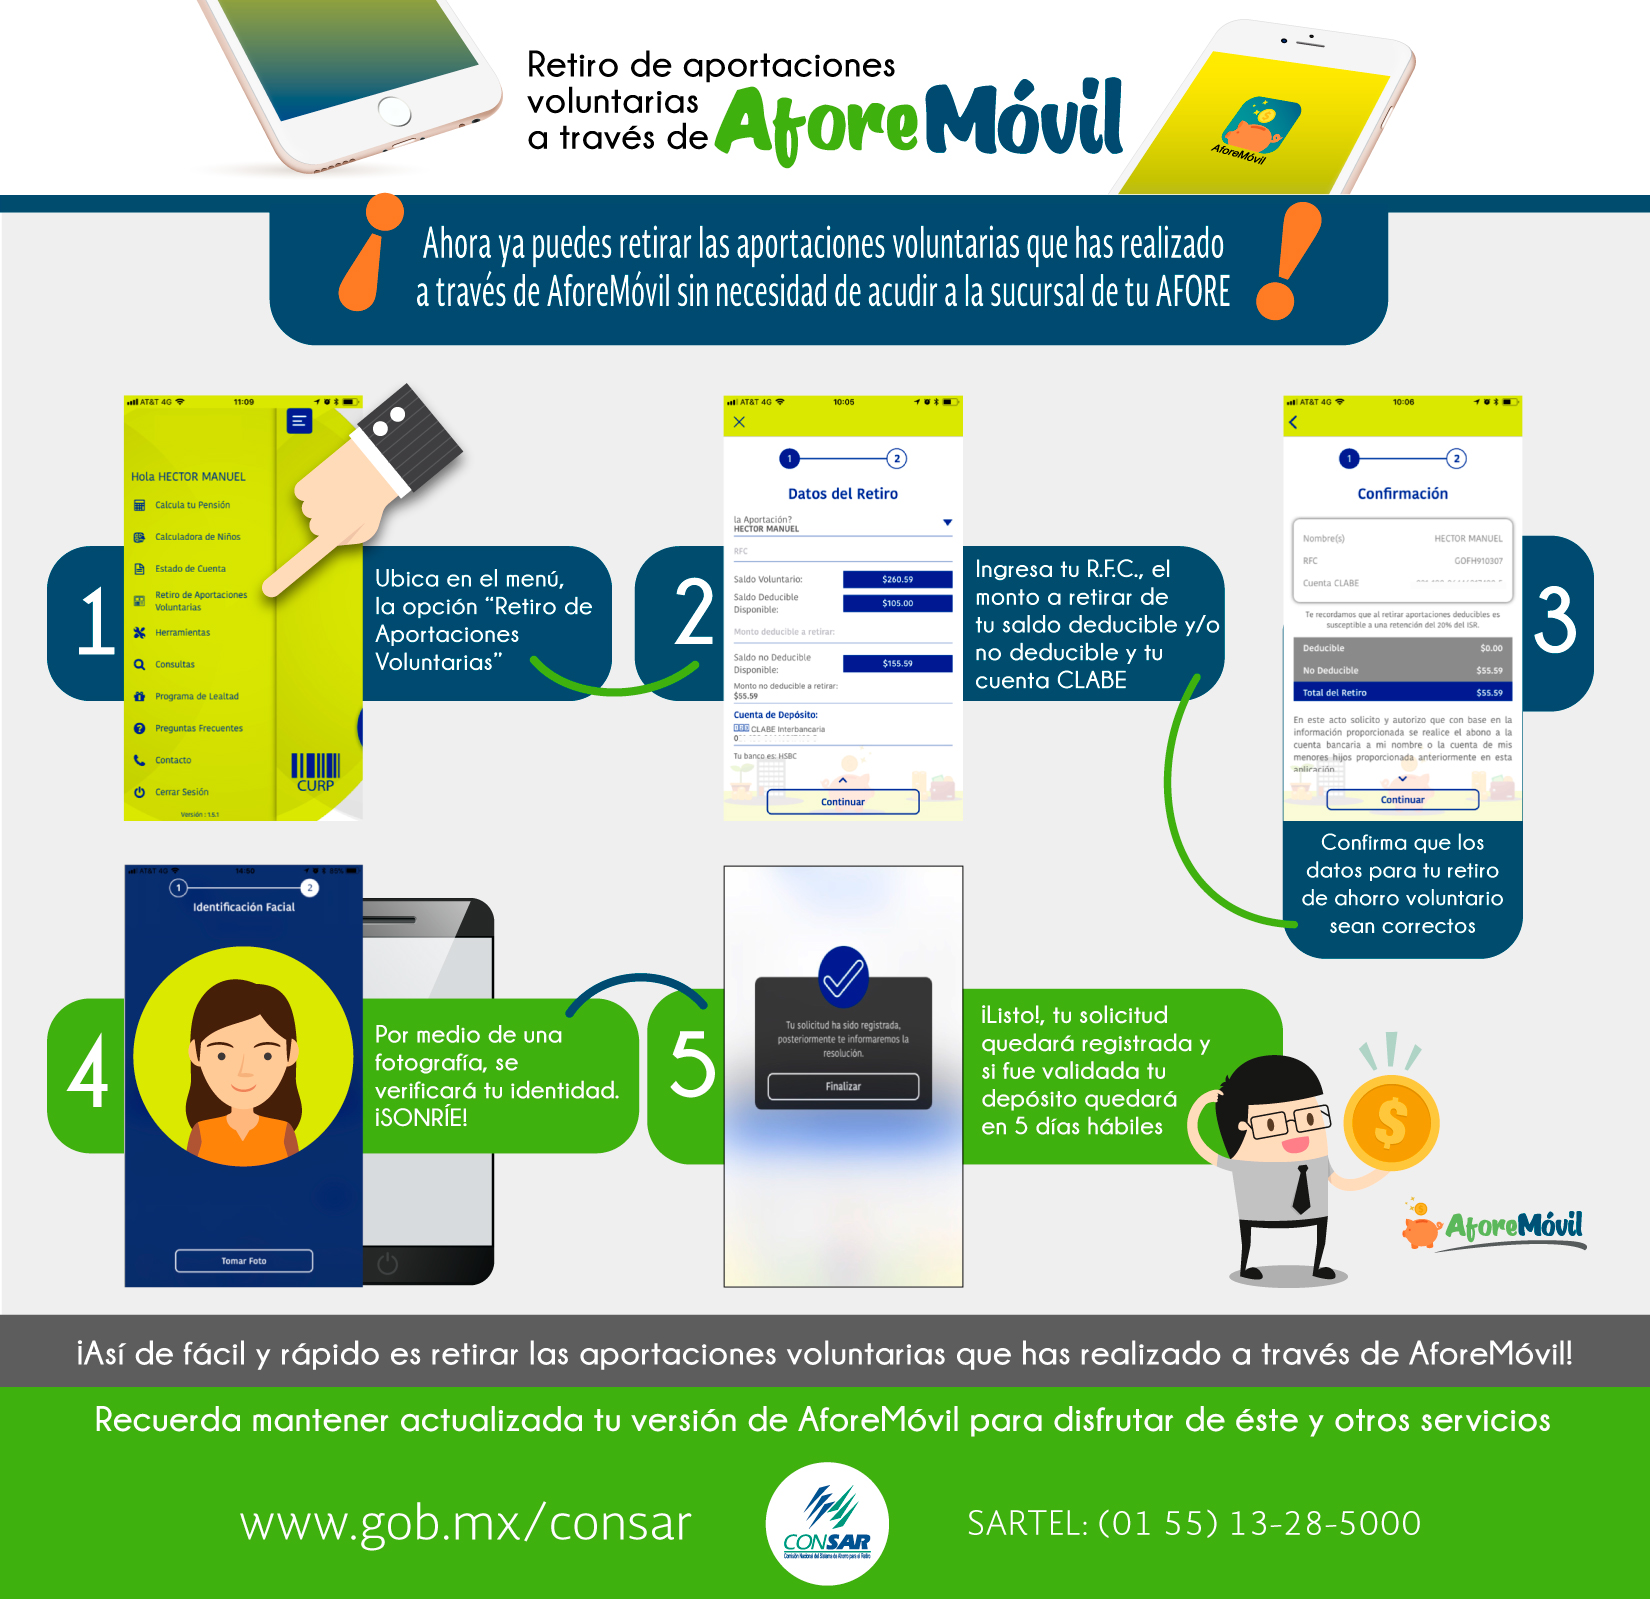 Retiro de aportaciones
voluntarias
a través de AforeMóvil
AforeMóvil
¡Ahora ya puedes retirar las aportaciones voluntarias que has realizado
a través de AforeMóvil sin necesidad de acudir a la sucursal de tu AFORE!
1
AT&T 4G 11:09
Hola HECTOR MANUEL
Calcula tu Pensión
Calculadora de Niños
Estado de Cuenta
Retiro de Aportaciones
Voluntarias
Herramientas
Consultas
Programa de Lealtad
Preguntas Frecuentes
Contacto
Cerrar Sesión
Versión : 1.5.1
CURP
Ubica en el menú,
la opción “Retiro de
Aportaciones
Voluntarias”
2
AT&T 4G 10:05
1 2
Datos del Retiro
la Aportación?
HECTOR MANUEL
RFC
Saldo Voluntario: $260.59
Saldo Deducible
Disponible: $105.00
Monto deducible a retirar:
Saldo no Deducible
Disponible: $155.59
Monto no deducible a retirar:
$55.59
Cuenta de Depósito:
CLABE Interbancaria
Tu banco es: HSBC
Continuar
Ingresa tu R.F.C., el
monto a retirar de
tu saldo deducible y/o
no deducible y tu
cuenta CLABE
3
AT&T 4G 10:06
1 2
Confirmación
Nombre(s) HECTOR MANUEL
RFC GOFH910307
Cuenta CLABE
Te recordamos que al retirar aportaciones deducibles es
susceptible a una retención del 20% del ISR.
Deducible $0.00
No Deducible $55.59
Total del Retiro $55.59
En este acto solicito y autorizo que con base en la
información proporcionada se realice el abono a la
cuenta bancaria a mi nombre o la cuenta de mis
menores hijos proporcionada anteriormente en esta
aplicación
Continuar
Confirma que los
datos para tu retiro
de ahorro voluntario
sean correctos
4
AT&T 4G 14:50
1 2
Identificación Facial
Tomar Foto
Por medio de una
fotografía, se
verificará tu identidad.
¡SONRÍE!
5
Tu solicitud ha sido registrada,
posteriormente te informaremos la
resolución.
Finalizar
¡Listo!, tu solicitud
quedará registrada y
si fue validada tu
depósito quedará
en 5 días hábiles
$
AforeMóvil
¡Así de fácil y rápido es retirar las aportaciones voluntarias que has realizado a través de AforeMóvil!
Recuerda mantener actualizada tu versión de AforeMóvil para disfrutar de éste y otros servicios
www.gob.mx/consar
CONSAR
Comisión Nacional del Sistema de Ahorro para el Retiro
SARTEL: (01 55) 13-28-5000